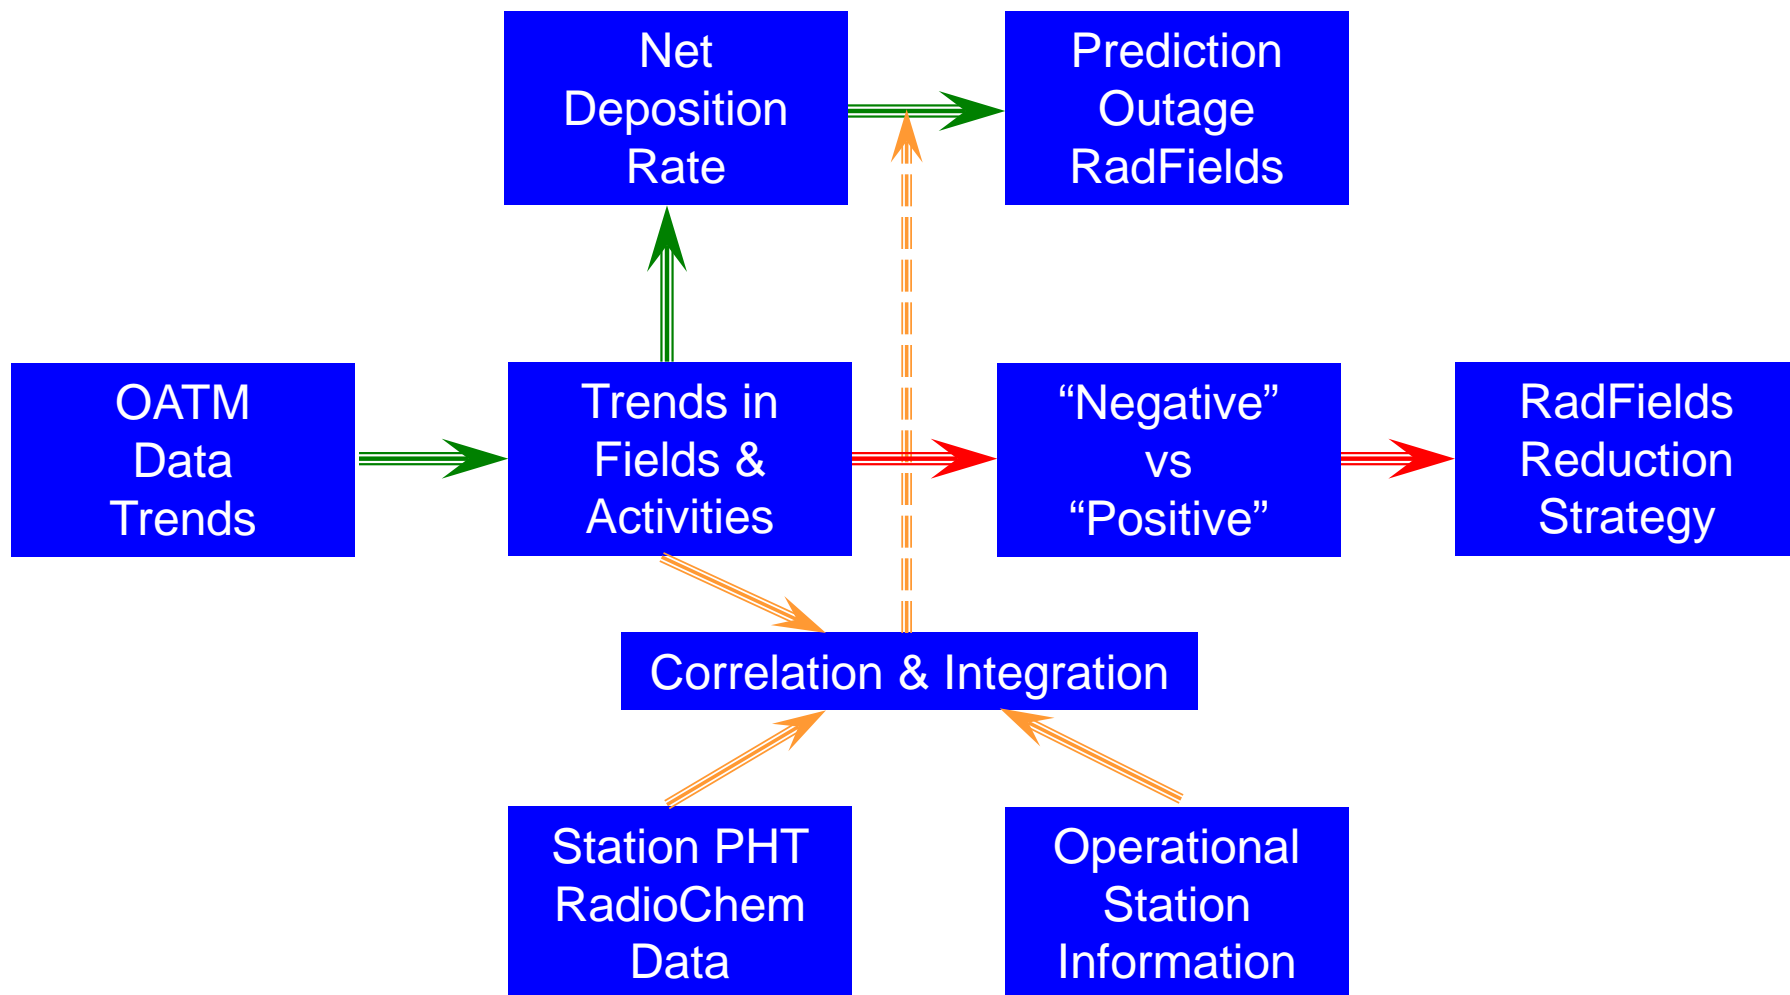 Net
Deposition
Rate
Prediction
Outage
RadFields
OATM
Data
Trends
Trends in
Fields &
Activities
“Negative”
vs
“Positive”
RadFields
Reduction
Strategy
Correlation & Integration
Station PHT
RadioChem
Data
Operational
Station
Information